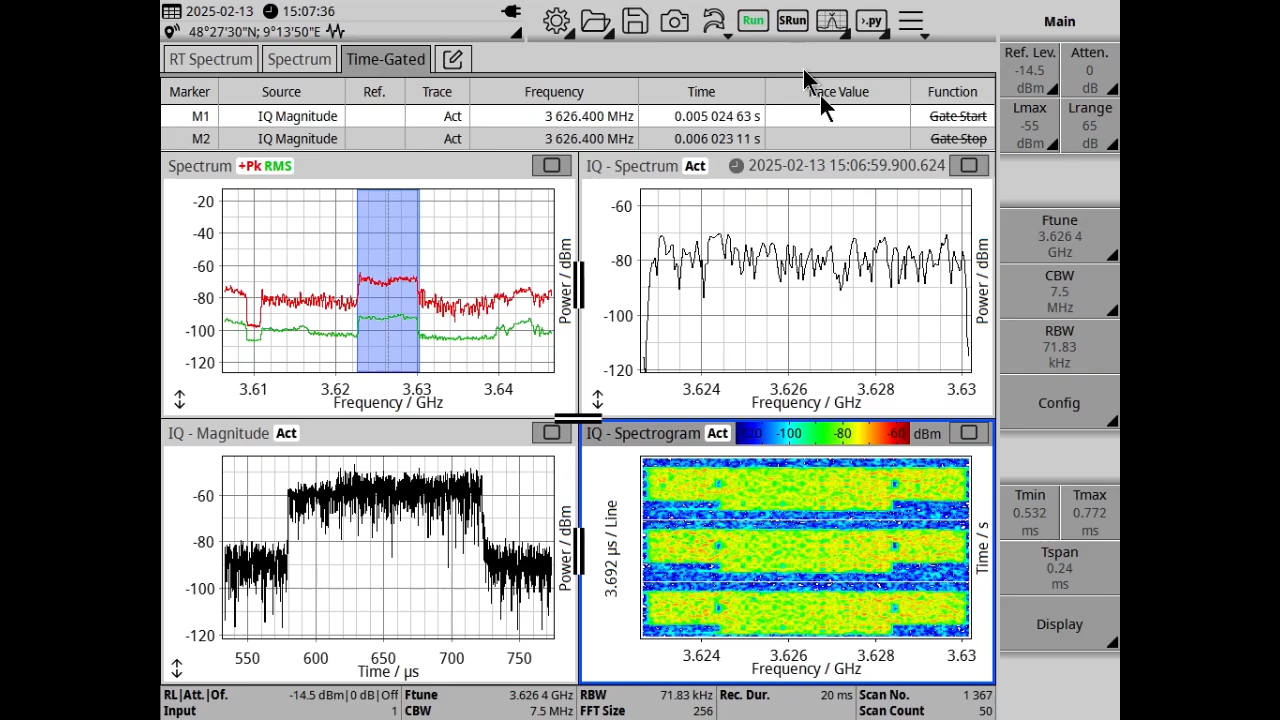 2025-02-13 15:07:36
48°27'30"N; 9°13'50"E
Run SRun ›.py
Main
RT Spectrum Spectrum Time-Gated
Marker Source Ref. Trace Frequency Time Value Function
M1 IQ Magnitude Act 3 626.400 MHz 0.005 024 63 s Gate Start
M2 IQ Magnitude Act 3 626.400 MHz 0.006 023 11 s Gate Stop
Ref. Lev. Atten.
-14.5 0
dBm dB
Lmax Lrange
-55 65
dBm dB
Spectrum +Pk RMS
-20
-40
-60
-80
-100
-120
3.61 3.62 3.63 3.64
Frequency / GHz
Power / dBm
IQ - Spectrum Act 2025-02-13 15:06:59.900.624
-60
-80
-100
-120
3.624 3.626 3.628 3.63
Frequency / GHz
Power / dBm
Ftune
3.626 4
GHz
CBW
7.5
MHz
RBW
71.83
kHz
Config
IQ - Magnitude Act
-60
-80
-100
-120
550 600 650 700 750
Time / µs
Power / dBm
IQ - Spectrogram Act -100 -80 -60 dBm
3.692 µs / Line
Time / s
3.624 3.626 3.628 3.63
Frequency / GHz
Tmin Tmax
0.532 0.772
ms ms
Tspan
0.24
ms
Display
RL|Att.|Of. -14.5 dBm|0 dB|Off Ftune 3.626 4 GHz RBW 71.83 kHz Rec. Dur. 20 ms Scan No. 1 367
Input 1 CBW 7.5 MHz FFT Size 256 Scan Count 50